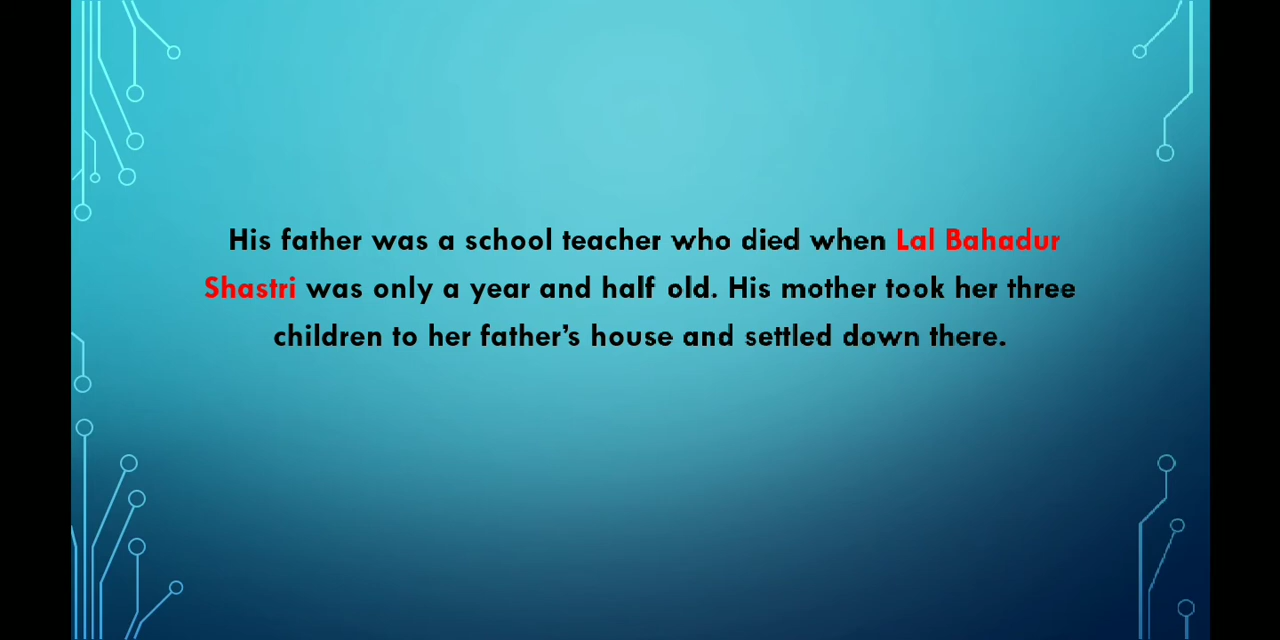 His father was a school teacher who died when Lal Bahadur
Shastri was only a year and half old. His mother took her three
children to her father’s house and settled down there.